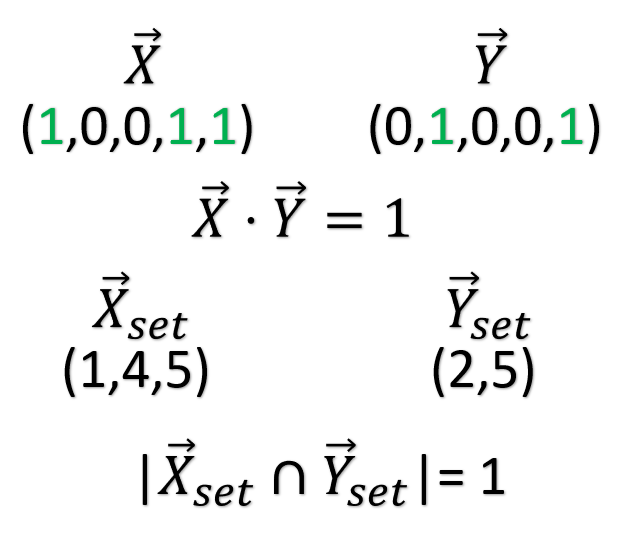 X⃗ Y⃗
(1,0,0,1,1) (0,1,0,0,1)
X⃗ · Y⃗ = 1
X⃗set Y⃗set
(1,4,5) (2,5)
|X⃗set ∩ Y⃗set|= 1